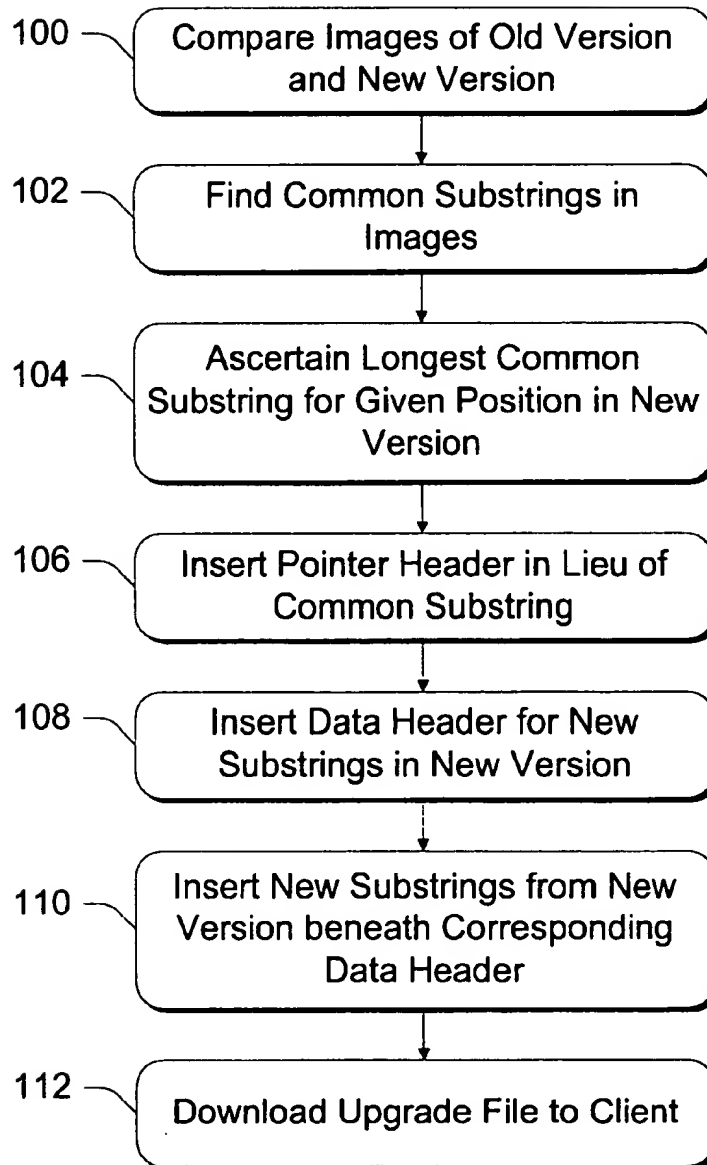 100
Compare Images of Old Version
and New Version
102
Find Common Substrings in
Images
104
Ascertain Longest Common
Substring for Given Position in New
Version
106
Insert Pointer Header in Lieu of
Common Substring
108
Insert Data Header for New
Substrings in New Version
110
Insert New Substrings from New
Version beneath Corresponding
Data Header
112
Download Upgrade File to Client